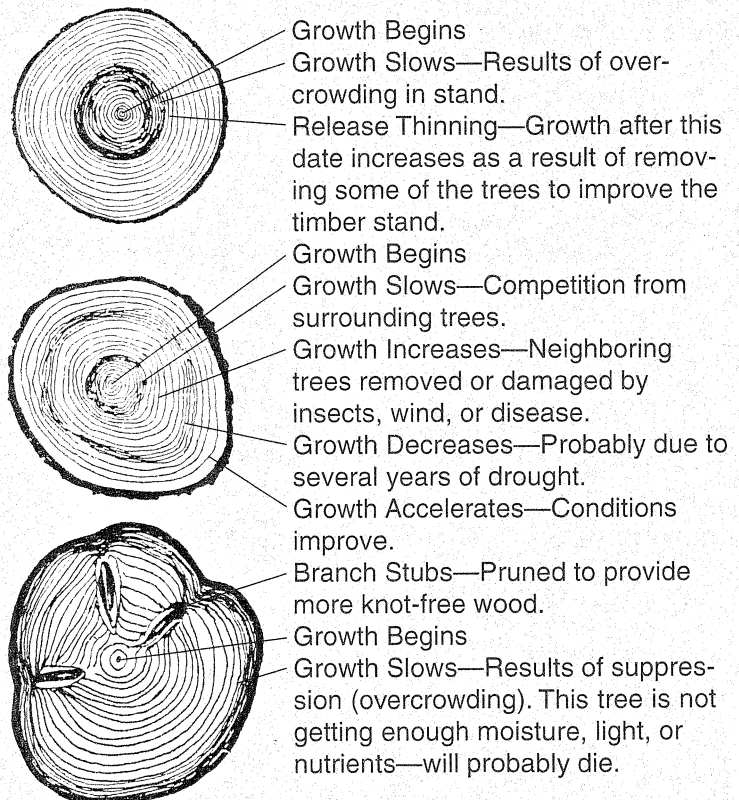 Growth Begins
Growth Slows—Results of over-
crowding in stand.
Release Thinning—Growth after this
date increases as a result of remov-
ing some of the trees to improve the
timber stand.
Growth Begins
Growth Slows—Competition from
surrounding trees.
Growth Increases—Neighboring
trees removed or damaged by
insects, wind, or disease.
Growth Decreases—Probably due to
several years of drought.
Growth Accelerates—Conditions
improve.
Branch Stubs—Pruned to provide
more knot-free wood.
Growth Begins
Growth Slows—Results of suppres-
sion (overcrowding). This tree is not
getting enough moisture, light, or
nutrients—will probably die.